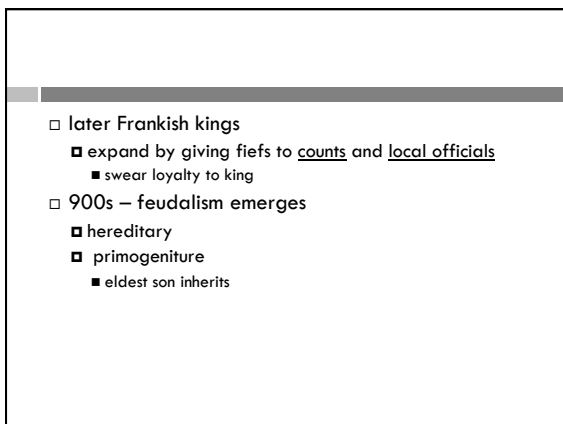 later Frankish kings
expand by giving fiefs to counts and local officials
swear loyalty to king
900s – feudalism emerges
hereditary
primogeniture
eldest son inherits